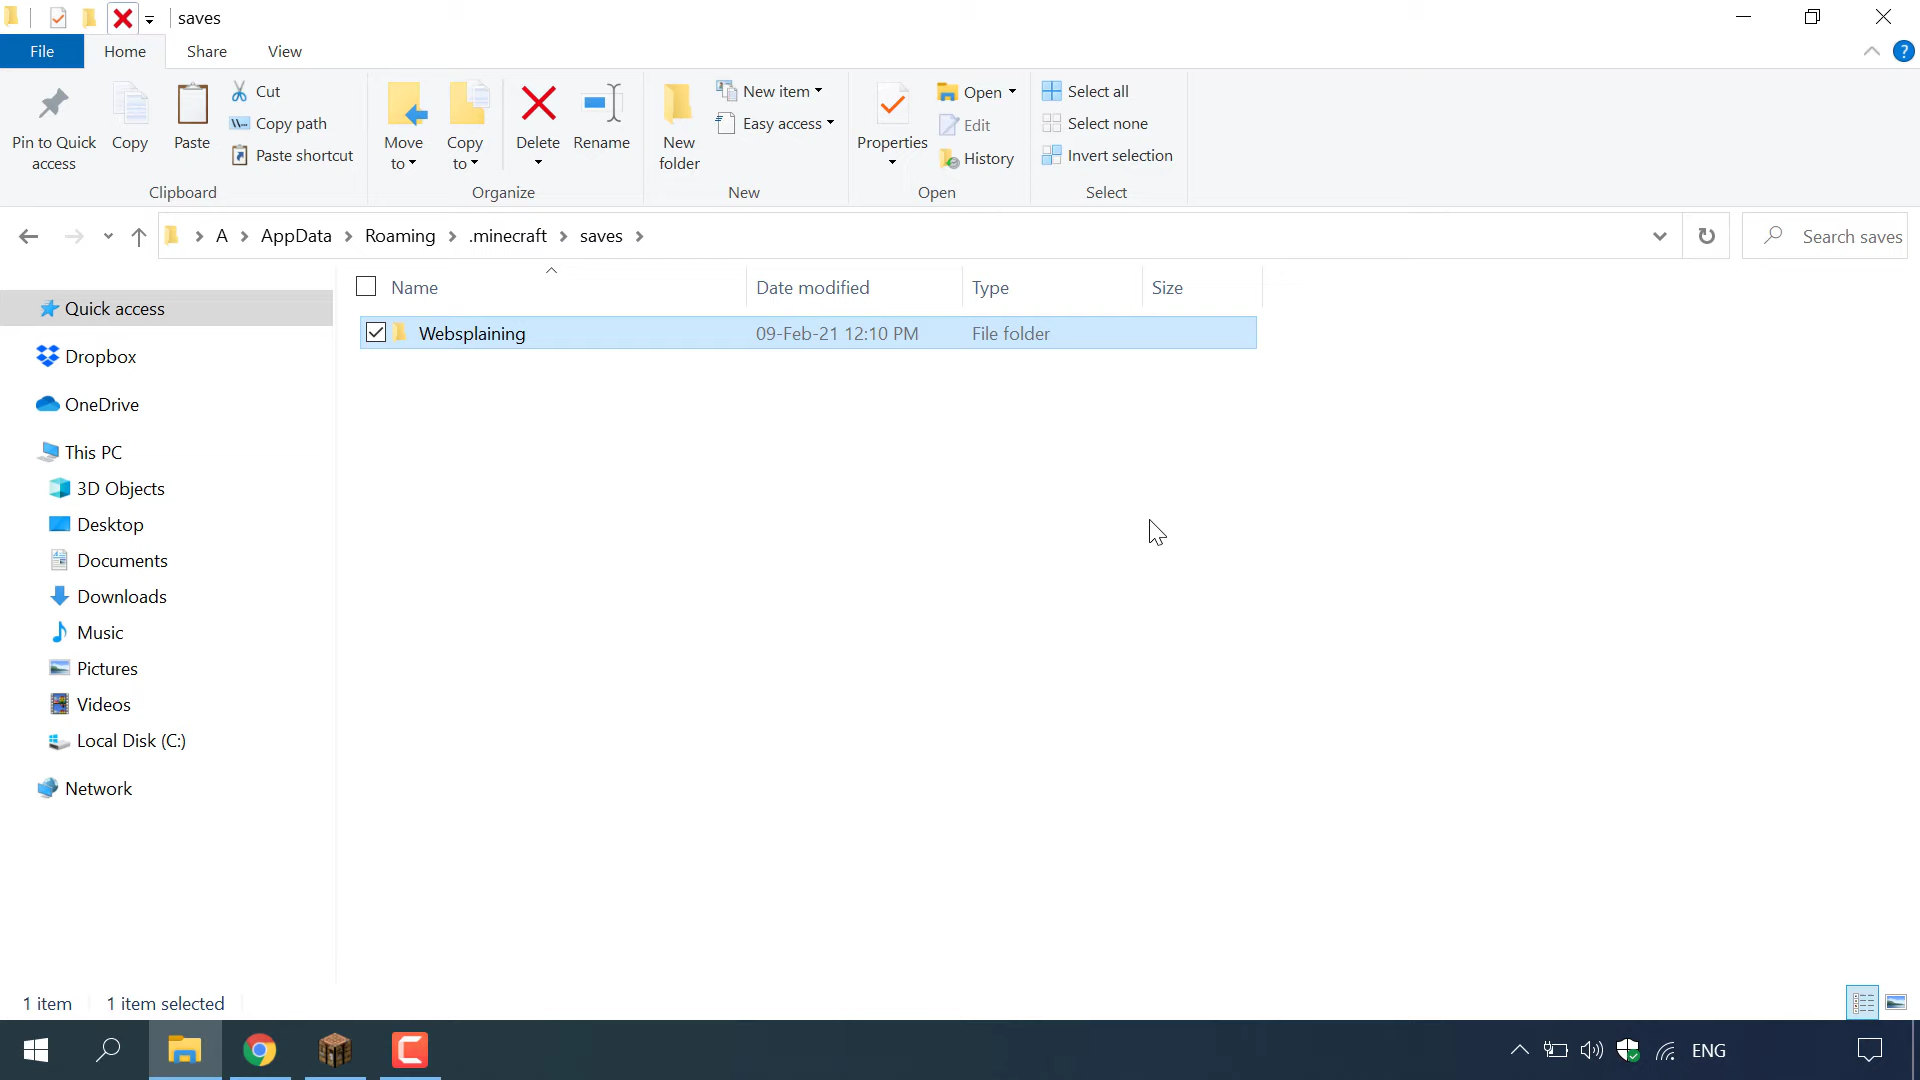 saves
File
Home
Share
View
?
Pin to Quick
access
Copy
Paste
Cut
Copy path
Paste shortcut
Clipboard
Move
to
Copy
to
Delete
Rename
Organize
New
folder
New item
Easy access
New
Properties
Open
Edit
History
Open
Select all
Select none
Invert selection
Select
A
AppData
Roaming
.minecraft
saves
Search saves
Name
Date modified
Type
Size
Websplaining
09-Feb-21 12:10 PM
File folder
Quick access
Dropbox
OneDrive
This PC
3D Objects
Desktop
Documents
Downloads
Music
Pictures
Videos
Local Disk (C:)
Network
1 item
1 item selected
ENG